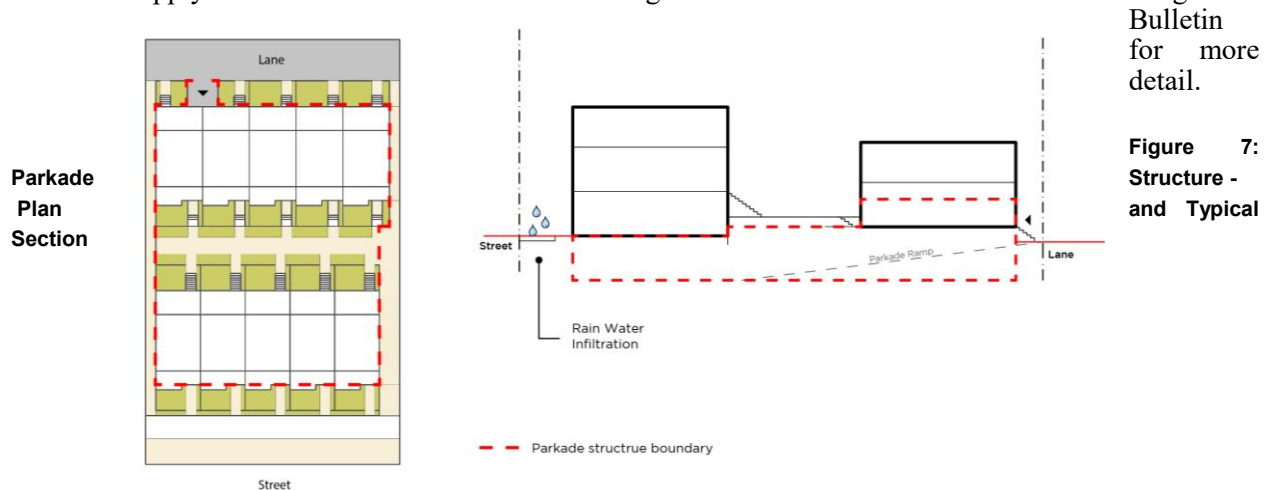 Bulletin
for more
detail.
Figure 7:
Structure -
and Typical
Parkade
Plan
Section
Lane
Street
Street
Parkade Ramp
Lane
Rain Water
Infiltration
Parkade structrue boundary